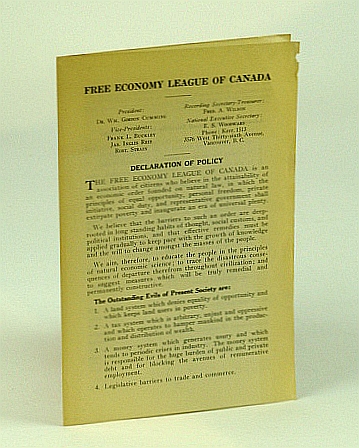 FREE ECONOMY LEAGUE OF CANADA
President:
DR. WM. GORDON CUMMING
Vice-Presidents:
FRANK L. BUCKLEY
JAS. INGLIS REID
ROBT. STRAIN
Recording Secretary-Treasurer:
FRED. A. WILSON
National Executive Secretary:
E. S. WOODWARD
Phone: Kerr. 1513
3576 West Thirty-sixth Avenue,
Vancouver, B. C.
DECLARATION OF POLICY
THE FREE ECONOMY LEAGUE OF CANADA is an
association of citizens who believe in the attainability of
an economic order founded on natural law, in which the
principles of equal opportunity, personal freedom, private
initiative, social duty, and representative government shall
extirpate poverty and inaugurate an era of universal plenty.
We believe that the barriers to such an order are deep-
rooted in long standing habits of thought, social customs, and
political institutions, and that effective remedies must be
applied gradually to keep pace with the growth of knowledge
and the will to change amongst the masses of the people.
We aim, therefore, to educate the people in the principles
of natural economic science; to trace the disastrous conse-
quences of departure therefrom throughout civilization; and
to suggest measures which will be truly remedial and
permanently constructive.
The Outstanding Evils of Present Society are:
1. A land system which denies equality of opportunity and
which keeps land users in poverty.
2. A tax system which is arbitrary, unjust and oppressive
and which operates to hamper mankind in the produc-
tion and distribution of wealth.
3. A money system which generates usury and which
tends to periodic crises in industry. The money system
is responsible for the huge burden of public and private
debt and for blocking the avenues of remunerative
employment.
4. Legislative barriers to trade and commerce.